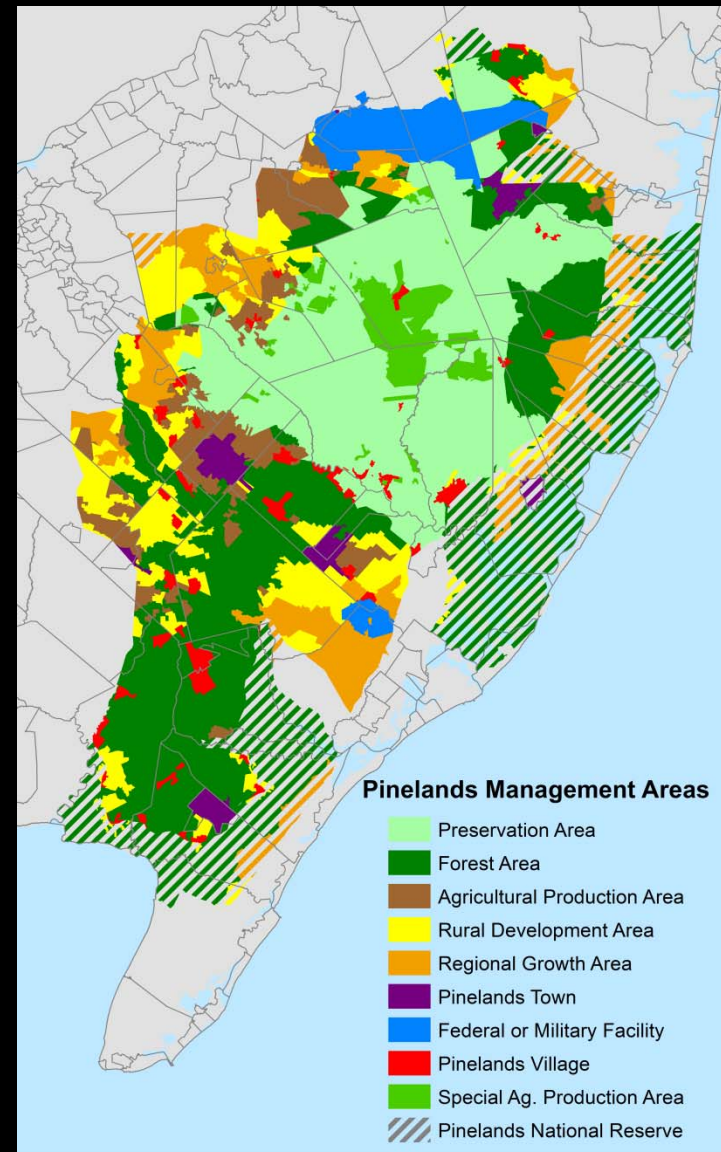 Pinelands Management Areas
Preservation Area
Forest Area
Agricultural Production Area
Rural Development Area
Regional Growth Area
Pinelands Town
Federal or Military Facility
Pinelands Village
Special Ag. Production Area
Pinelands National Reserve